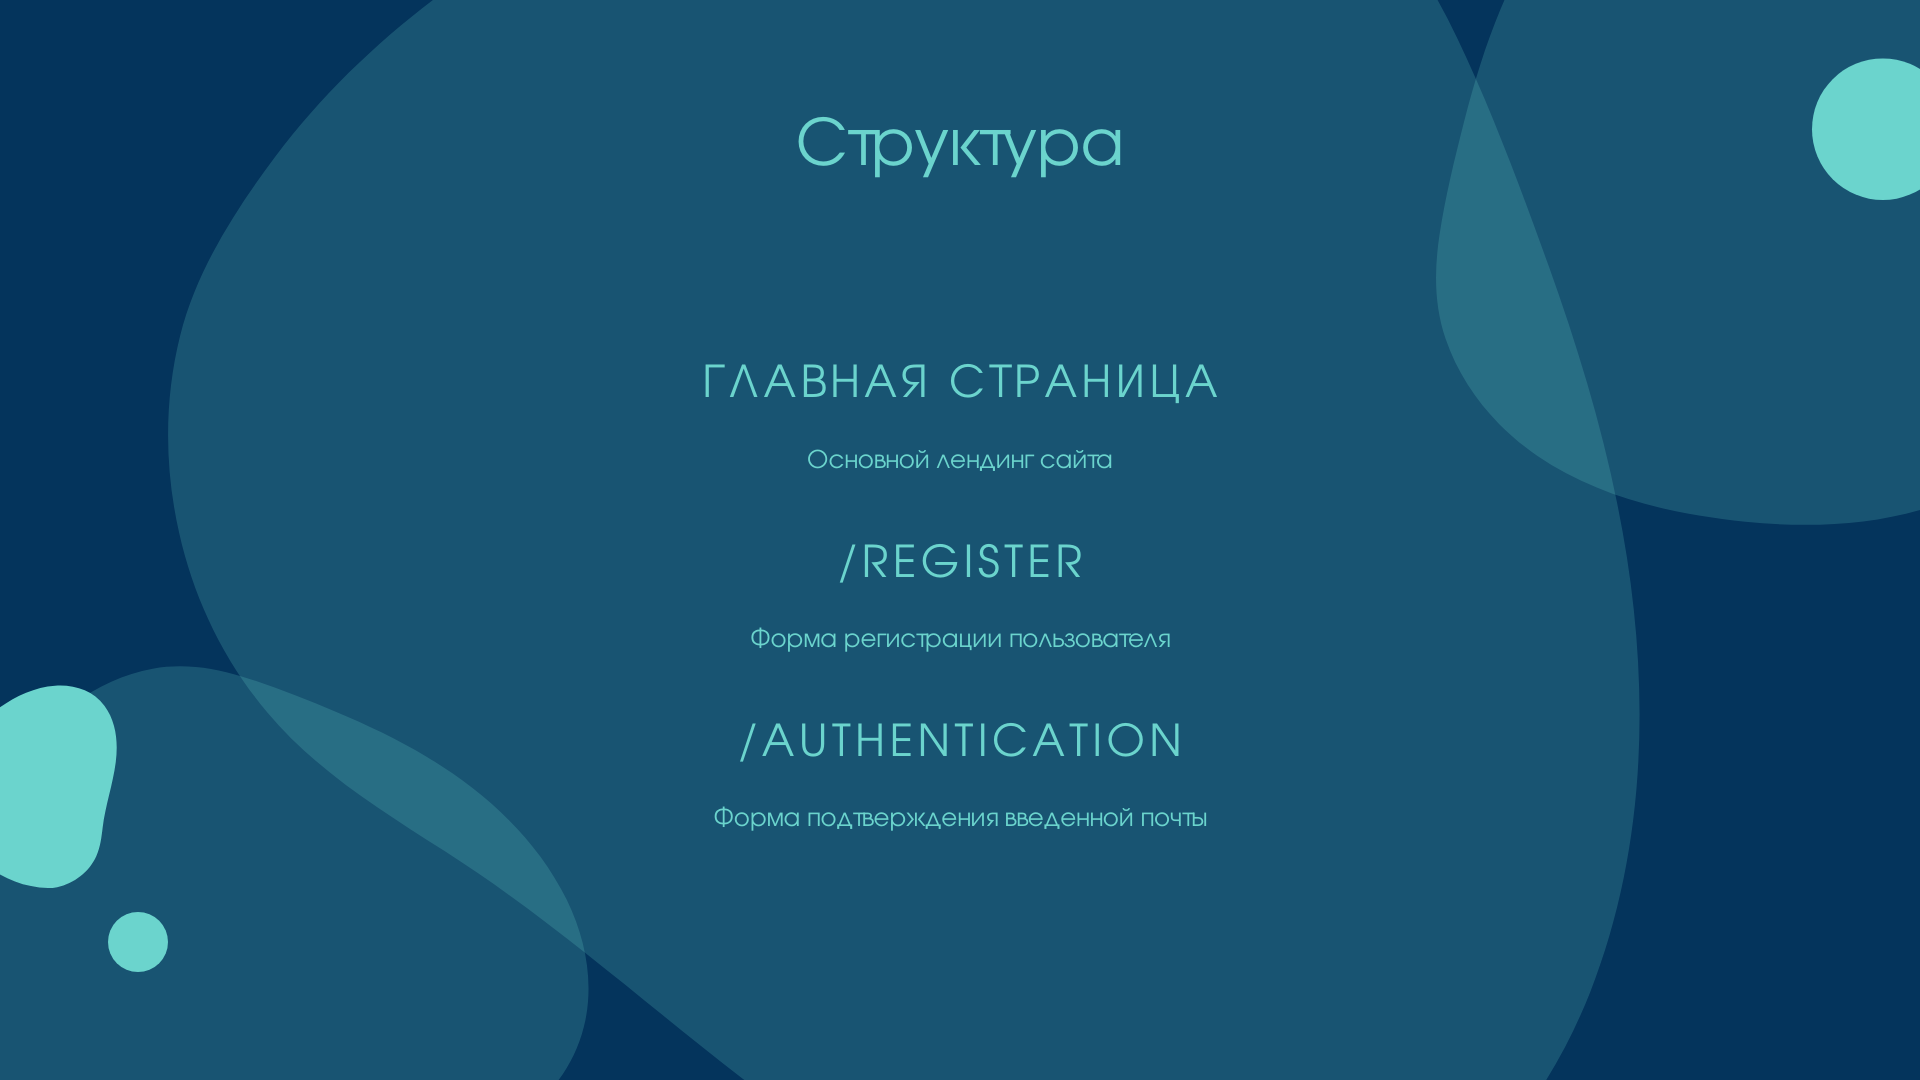 Структура
ГЛАВНАЯ СТРАНИЦА
Основной лендинг сайта
/REGISTER
Форма регистрации пользователя
/AUTHENTICATION
Форма подтверждения введенной почты